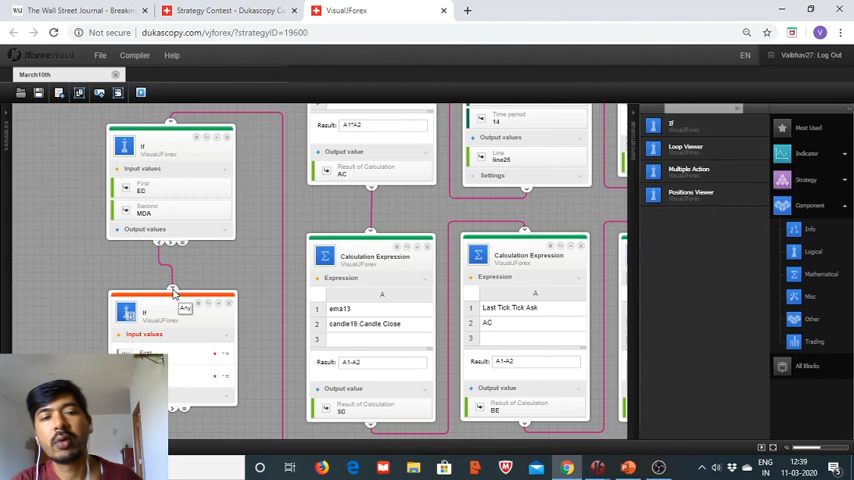 The Wall Street Journal - Breakin
Strategy Contest - Dukascopy Co
VisualJForex
Not secure
dukascopy.com/vjforex/?strategyID=19600
jforexvisual
File
Compiler
Help
EN
Vaibhav27: Log Out
March10th
VARIABLES
If
VisualJForex
Input values
First
ED
Second
MDA
Output values
If
VisualJForex
Any
Input values
First
Result:
A1*A2
Output value
Result of Calculation
AC
Calculation Expression
VisualJForex
Expression
A
1
ema13
2
candle19.Candle Close
3
Result:
A1-A2
Output value
Result of Calculation
SD
Time period
14
Output values
Line
line25
Settings
Calculation Expression
VisualJForex
Expression
A
1
Last Tick.Tick Ask
2
AC
3
Result:
A1-A2
Output value
Result of Calculation
BE
REPOSITORY
If
VisualJForex
Loop Viewer
VisualJForex
Multiple Action
VisualJForex
Positions Viewer
VisualJForex
Most Used
Indicator
Strategy
Component
Info
Logical
Mathematical
Misc
Other
Trading
All Blocks
ENG
IN
12:39
11-03-2020